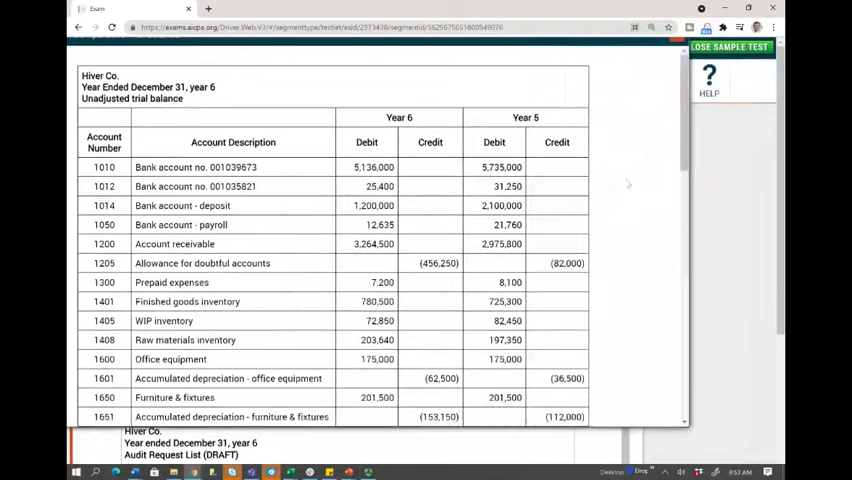 Exam
https://exams.aicpa.org/Driver.Web.V3/#/segmenttype/testlet/esid/2973438/segmentid/5629675051800549076
LOSE SAMPLE TEST
HELP
Hiver Co.
Year Ended December 31, year 6
Unadjusted trial balance
Year 6 Year 5
Account Number Account Description Debit Credit Debit Credit
1010 Bank account no. 001039673 5,136,000 5,735,000
1012 Bank account no. 001035821 25,400 31,250
1014 Bank account - deposit 1,200,000 2,100,000
1050 Bank account - payroll 12,635 21,760
1200 Account receivable 3,264,500 2,975,800
1205 Allowance for doubtful accounts (456,250) (82,000)
1300 Prepaid expenses 7,200 8,100
1401 Finished goods inventory 780,500 725,300
1405 WIP inventory 72,850 82,450
1408 Raw materials inventory 203,640 197,350
1600 Office equipment 175,000 175,000
1601 Accumulated depreciation - office equipment (62,500) (36,500)
1650 Furniture & fixtures 201,500 201,500
1651 Accumulated depreciation - furniture & fixtures (153,150) (112,000)
Hiver Co.
Year ended December 31, year 6
Audit Request List (DRAFT)
Desktop Drop 9:53 AM